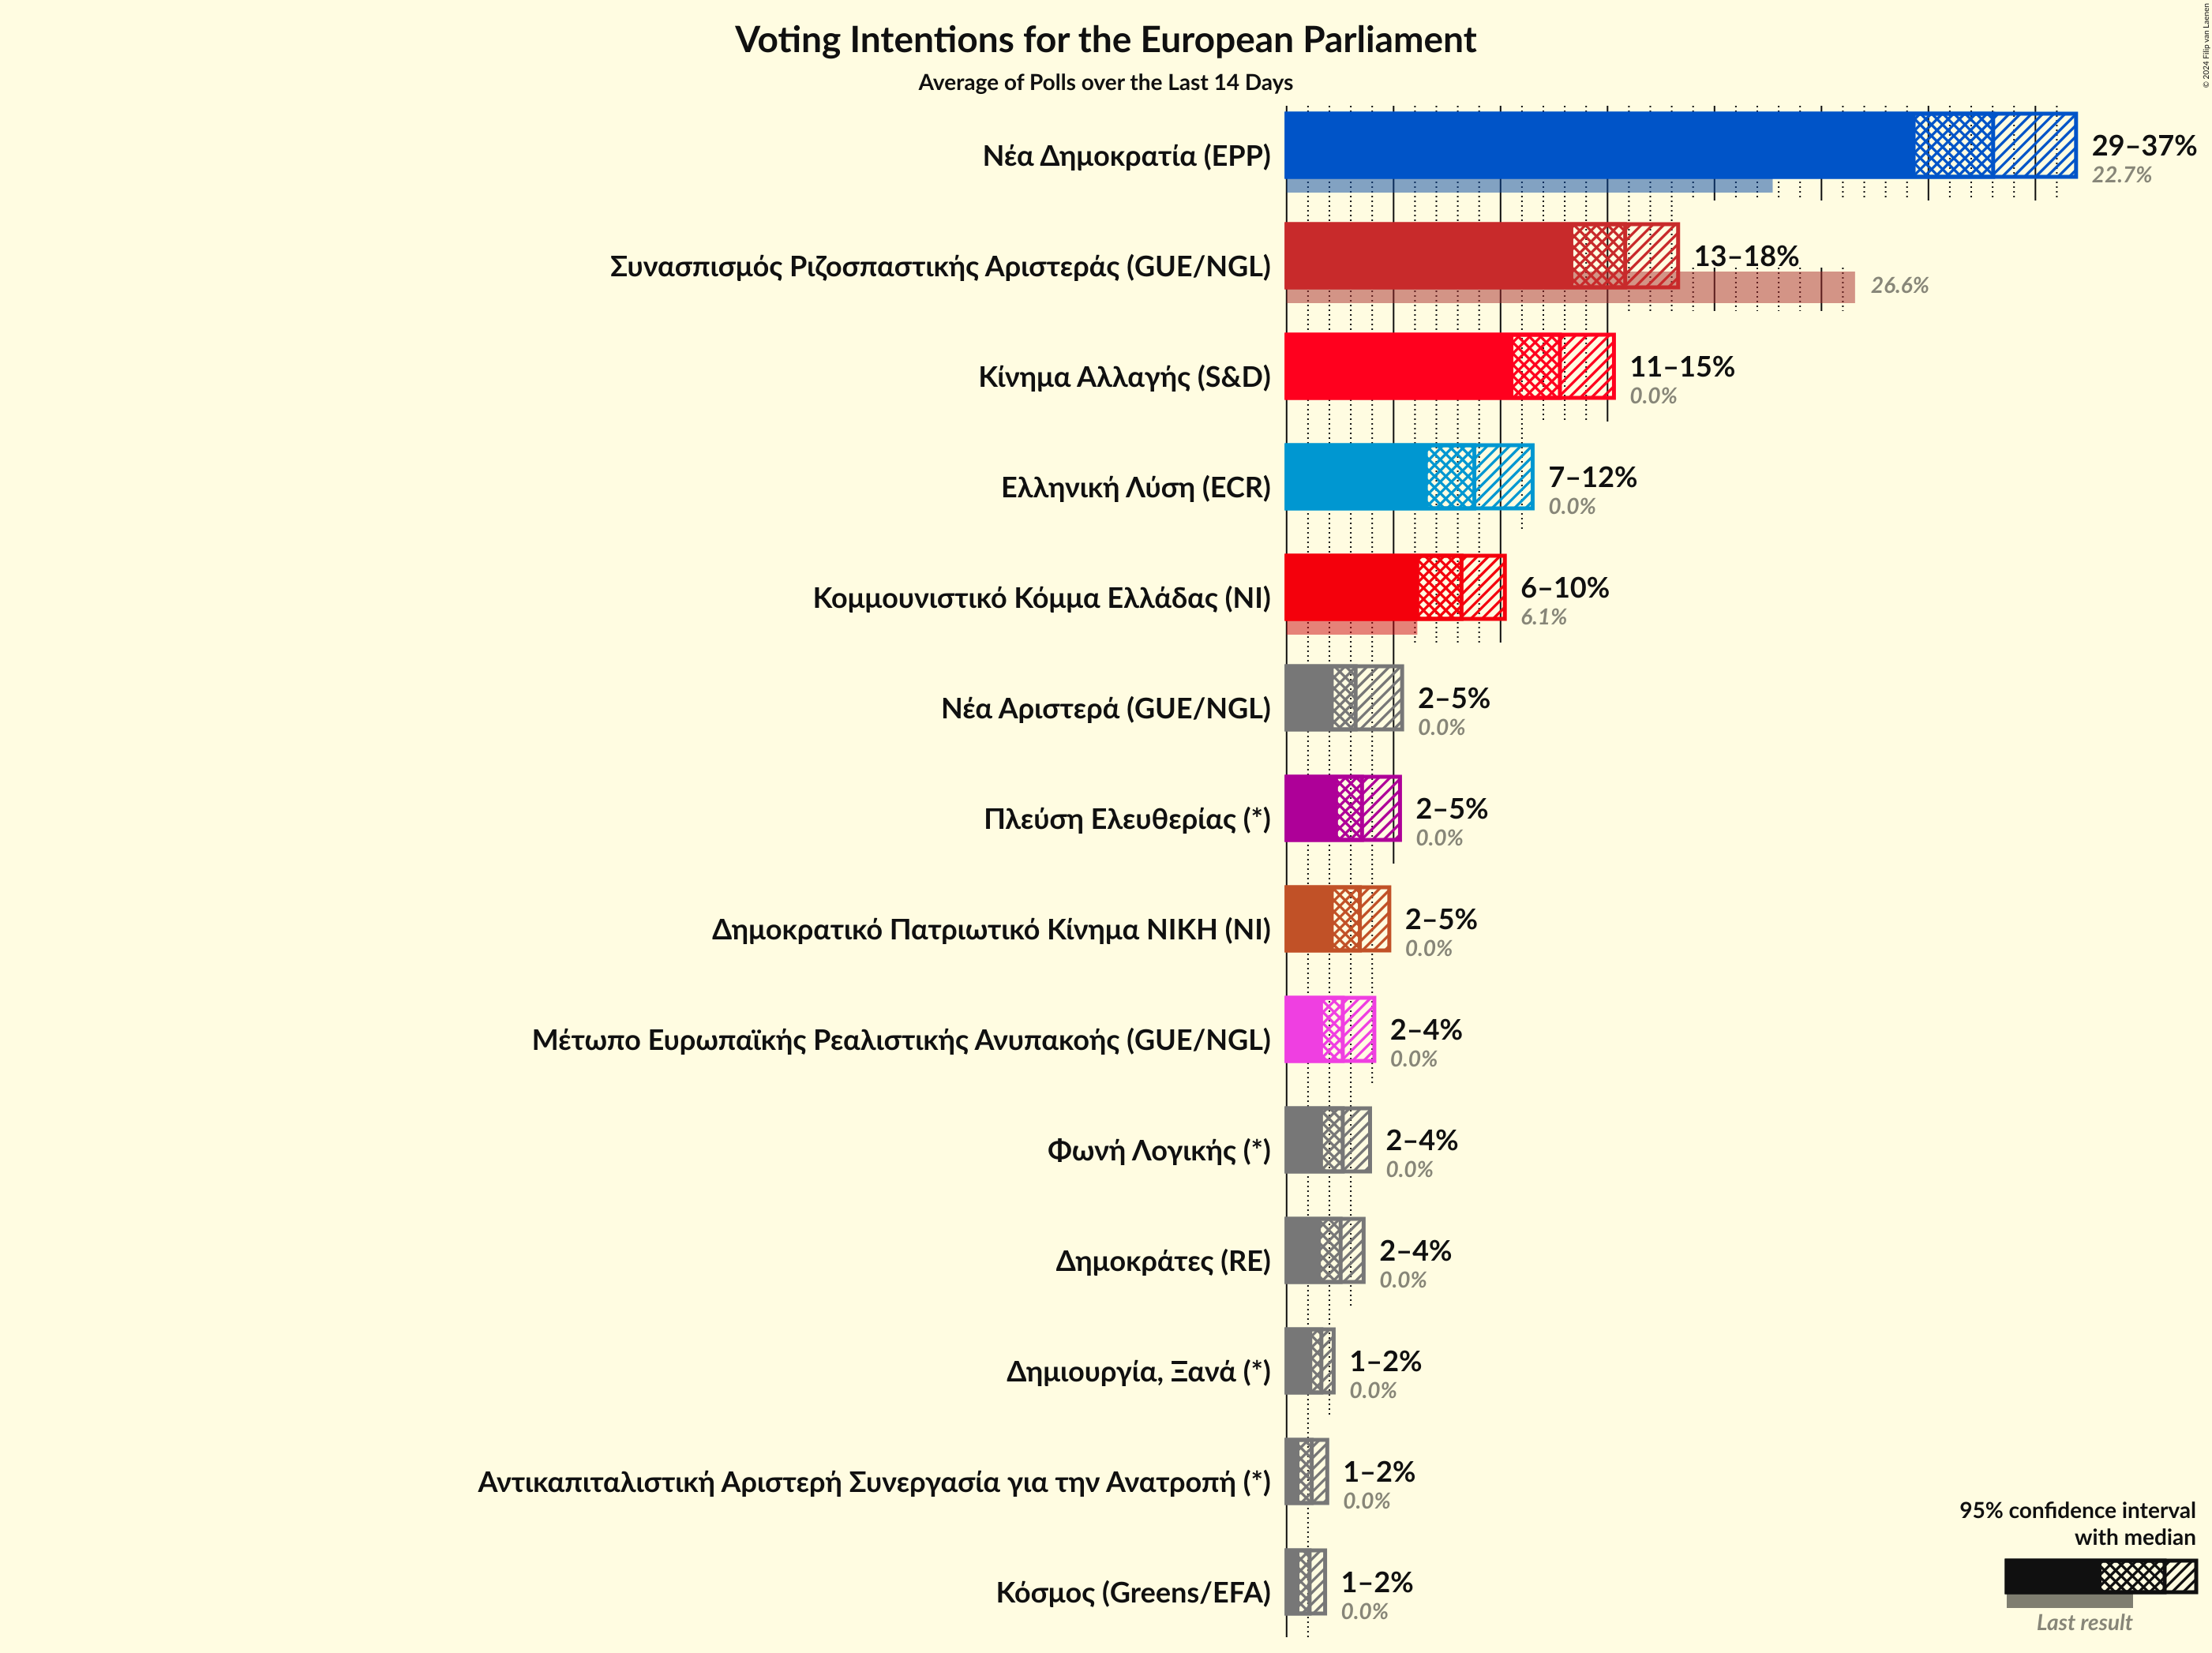 © 2024 Filip van Laenen
Voting Intentions for the European Parliament
Average of Polls over the Last 14 Days
Νέα Δημοκρατία (EPP)
29–37%
22.7%
Συνασπισμός Ριζοσπαστικής Αριστεράς (GUE/NGL)
13–18%
26.6%
Κίνημα Αλλαγής (S&D)
11–15%
0.0%
Ελληνική Λύση (ECR)
7–12%
0.0%
Κομμουνιστικό Κόμμα Ελλάδας (NI)
6–10%
6.1%
Νέα Αριστερά (GUE/NGL)
2–5%
0.0%
Πλεύση Ελευθερίας (*)
2–5%
0.0%
Δημοκρατικό Πατριωτικό Κίνημα ΝΙΚΗ (NI)
2–5%
0.0%
Μέτωπο Ευρωπαϊκής Ρεαλιστικής Ανυπακοής (GUE/NGL)
2–4%
0.0%
Φωνή Λογικής (*)
2–4%
0.0%
Δημοκράτες (RE)
2–4%
0.0%
Δημιουργία, Ξανά (*)
1–2%
0.0%
Αντικαπιταλιστική Αριστερή Συνεργασία για την Ανατροπή (*)
1–2%
0.0%
Κόσμος (Greens/EFA)
1–2%
0.0%
95% confidence interval
with median
Last result